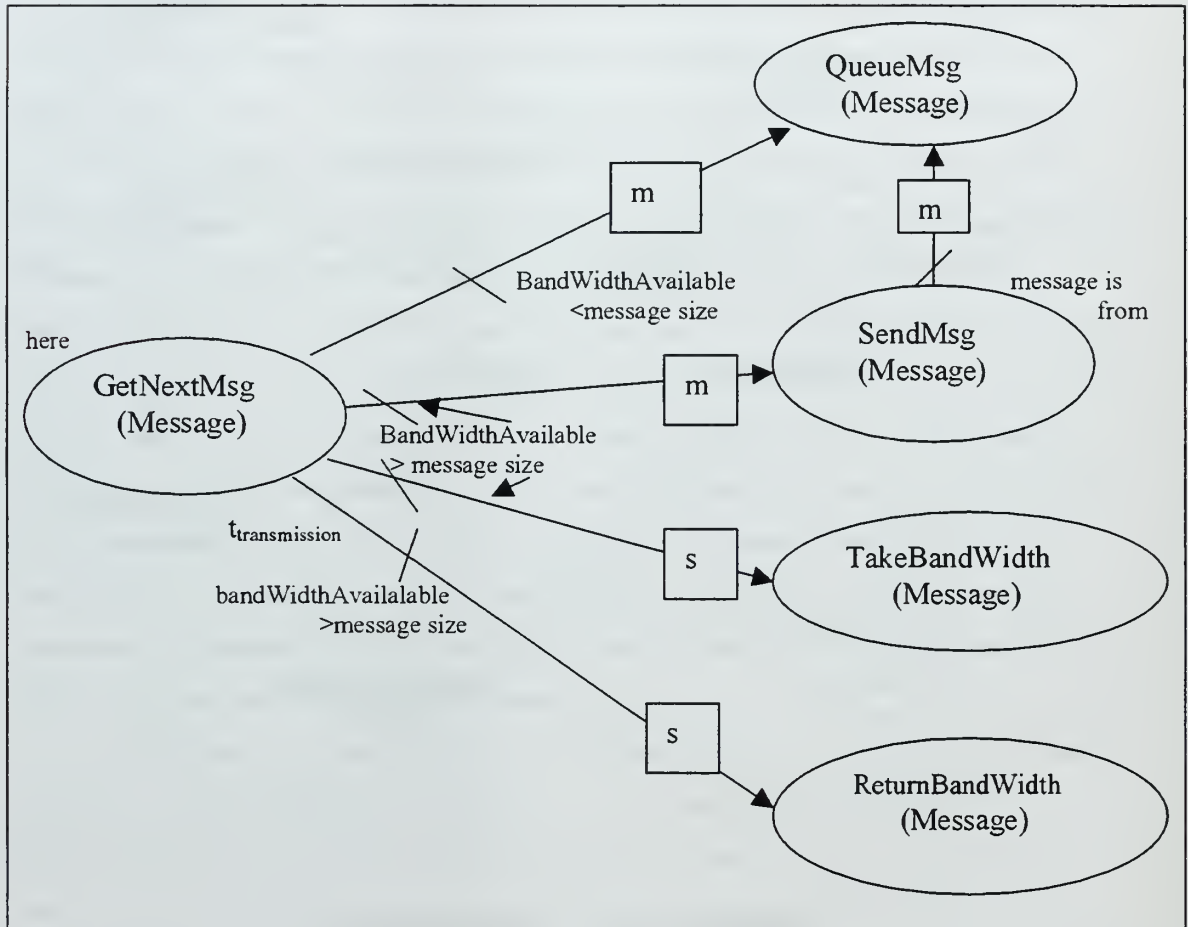 QueueMsg
(Message)
m
m
BandWidthAvailable
<message size
message is
from
here
SendMsg
(Message)
GetNextMsg
(Message)
m
BandWidthAvailable
> message size
t transmission
s
TakeBandWidth
(Message)
bandWidthAvailalable
>message size
s
ReturnBandWidth
(Message)